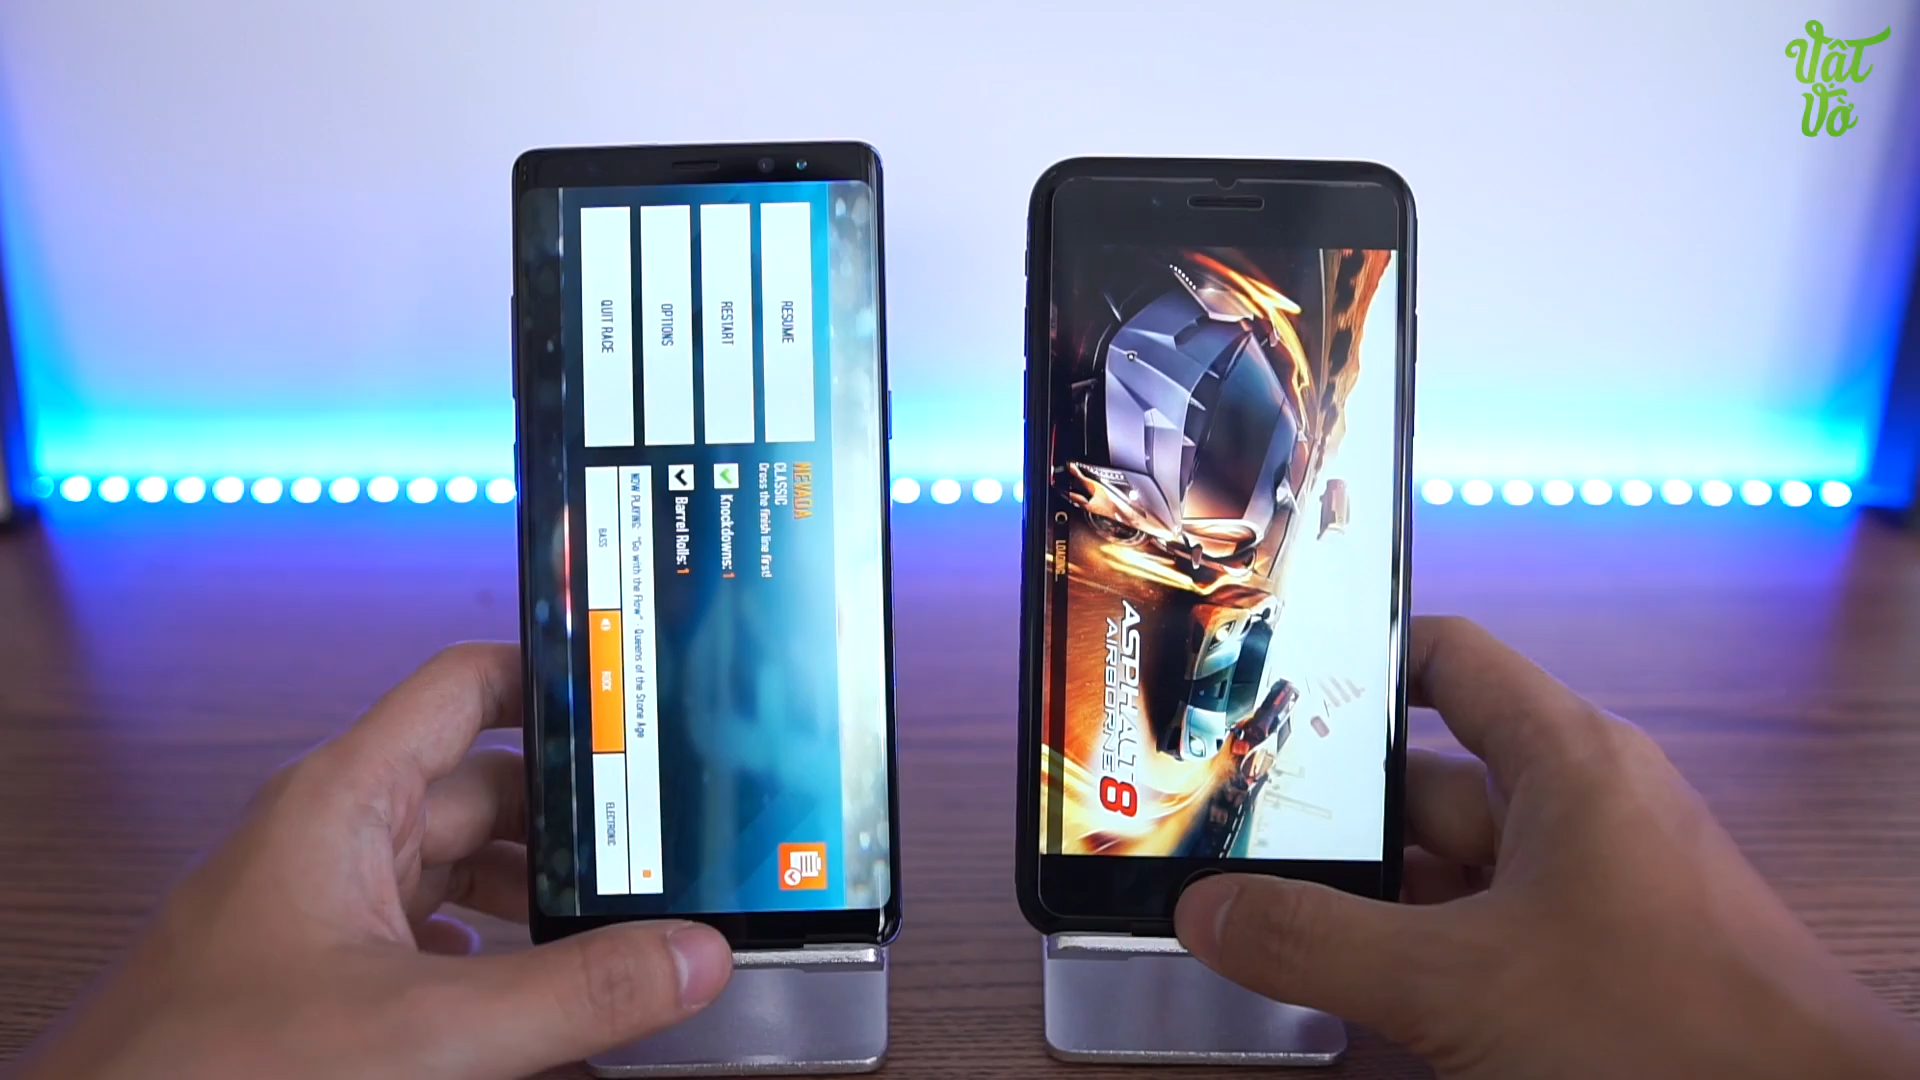 Vật
Vờ
RESUME
RESTART
OPTIONS
QUIT RACE
NEVADA
CLASSIC
Cross the finish line first!
Knockdowns: 1
Barrel Rolls: 1
NOW PLAYING: "Go with the Flow" - Queens of the Stone Age
BASS
ROCK
ELECTRONIC
LOADING...
ASPHALT 8
AIRBORNE